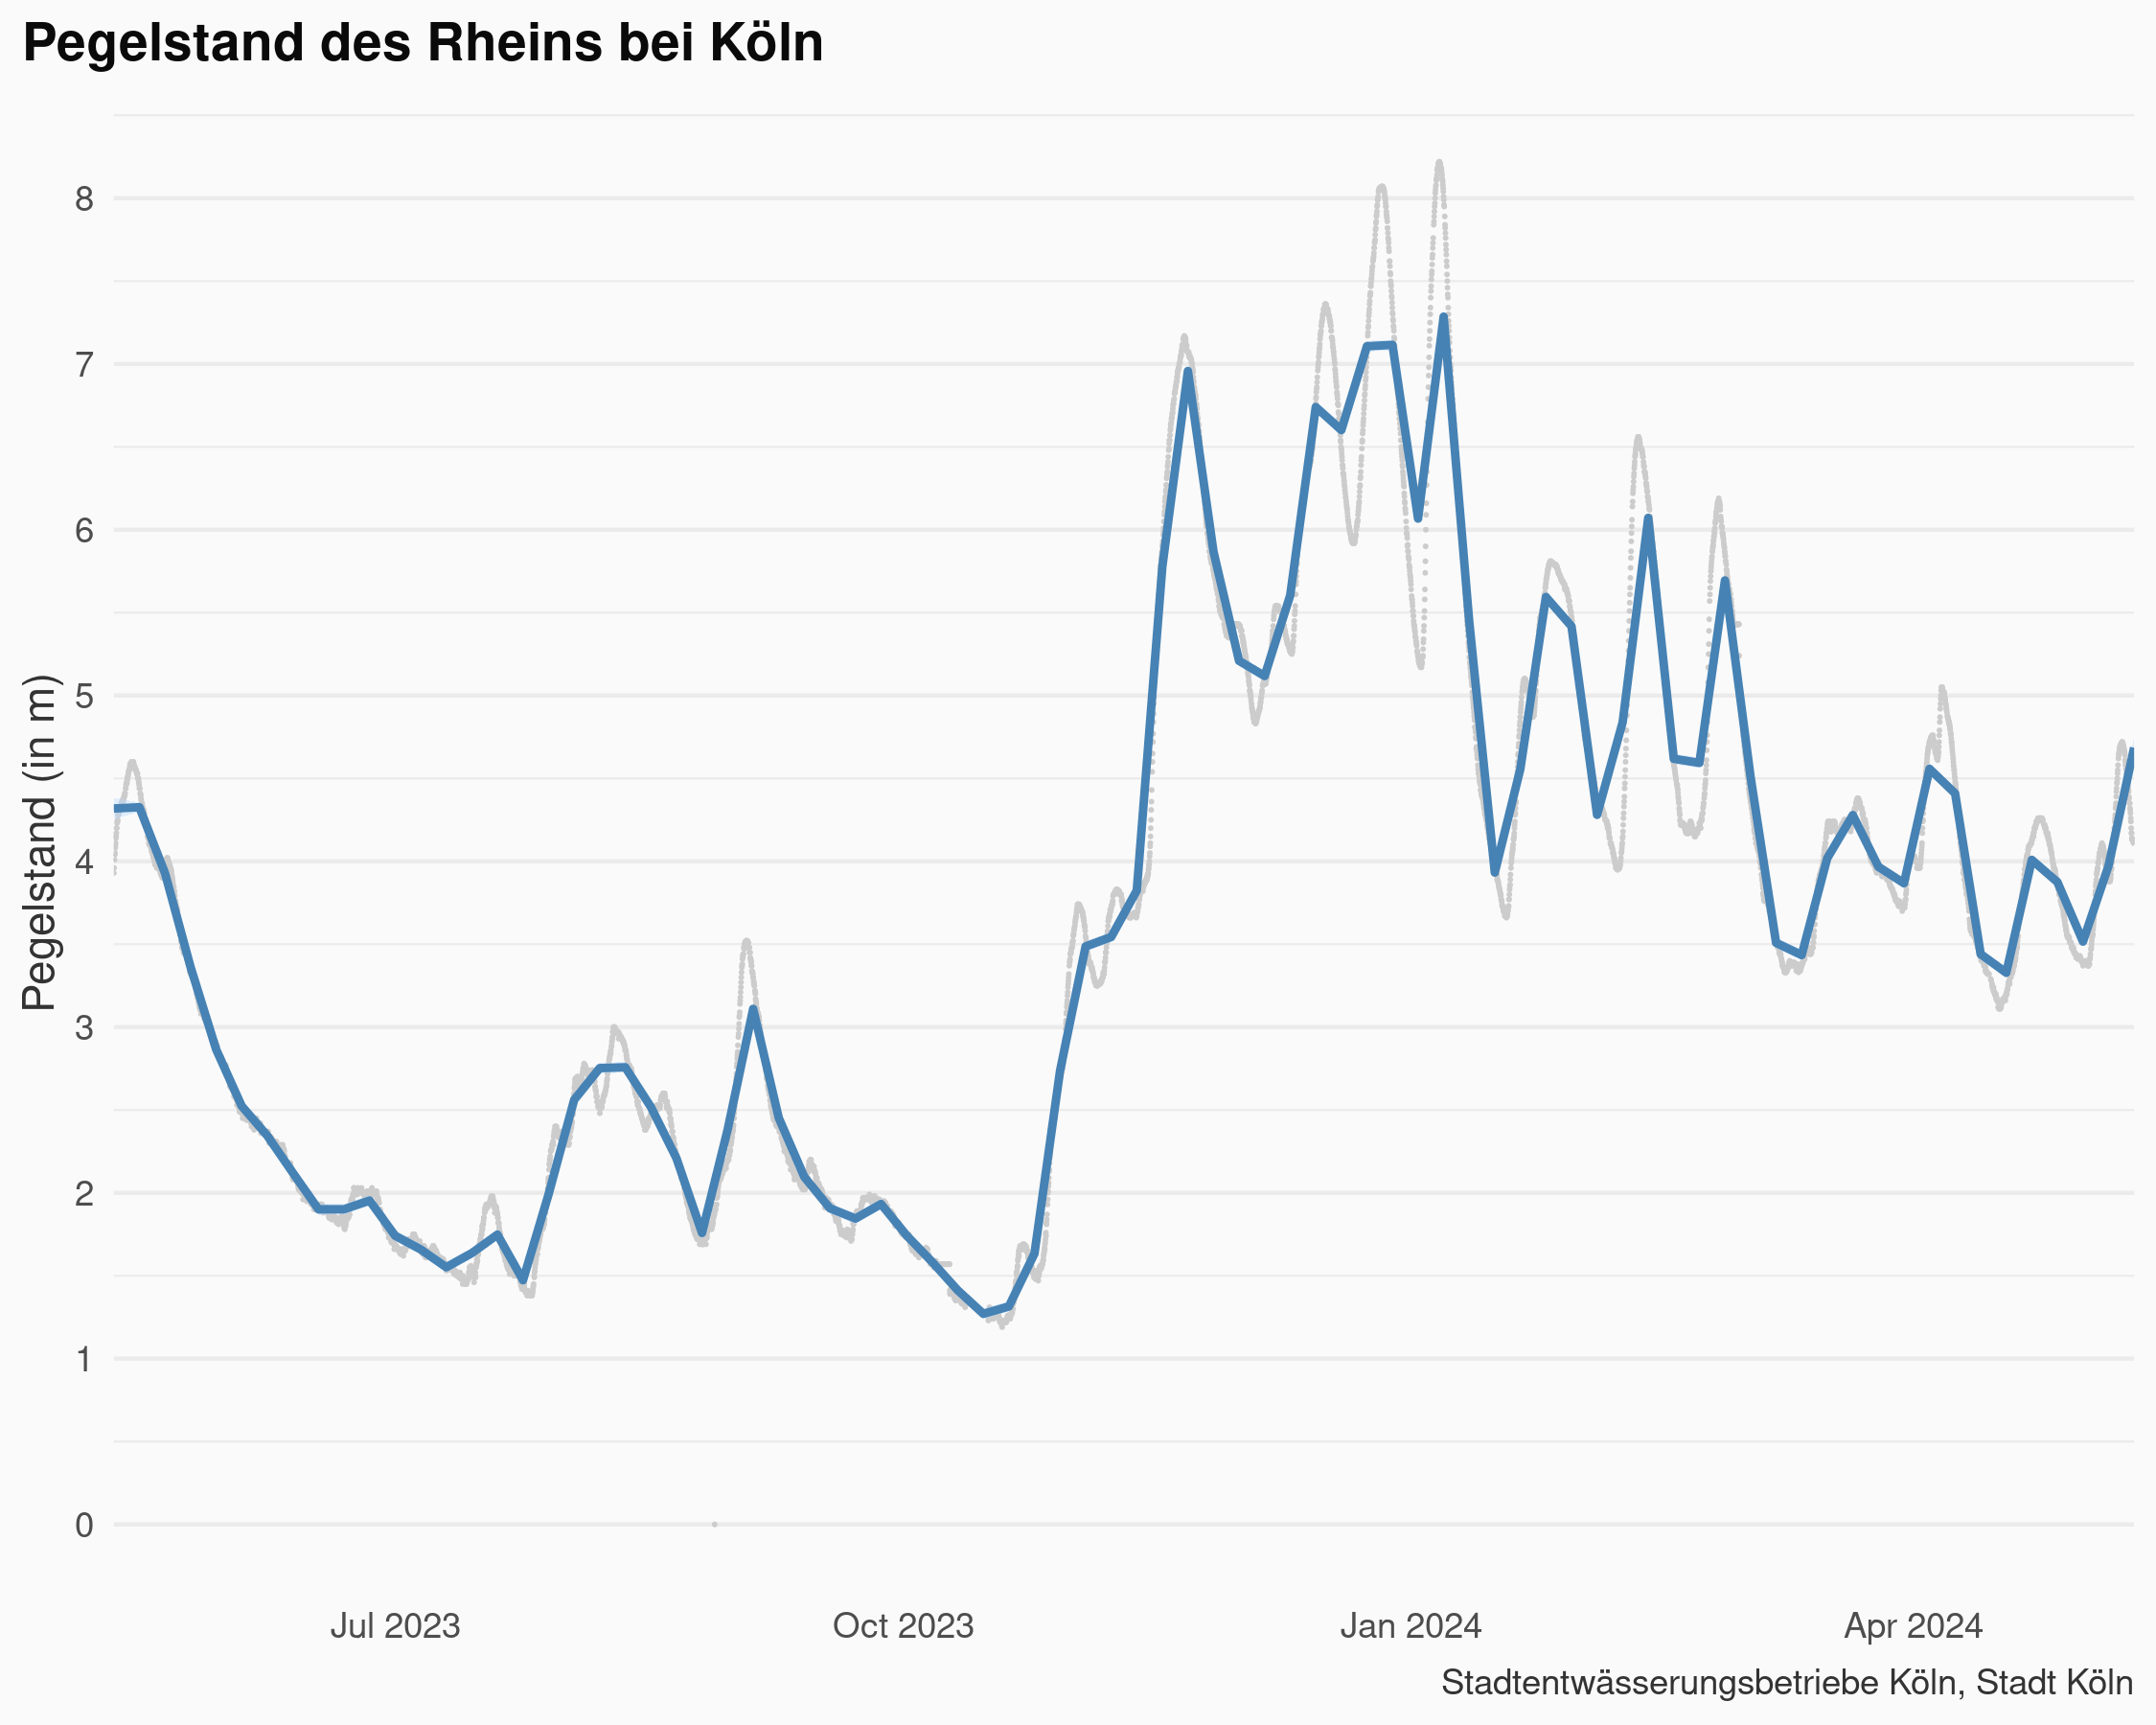 Pegelstand des Rheins bei Köln
Pegelstand (in m)
8
7
6
5
4
3
2
1
0
Jul 2023
Oct 2023
Jan 2024
Apr 2024
Stadtentwässerungsbetriebe Köln, Stadt Köln